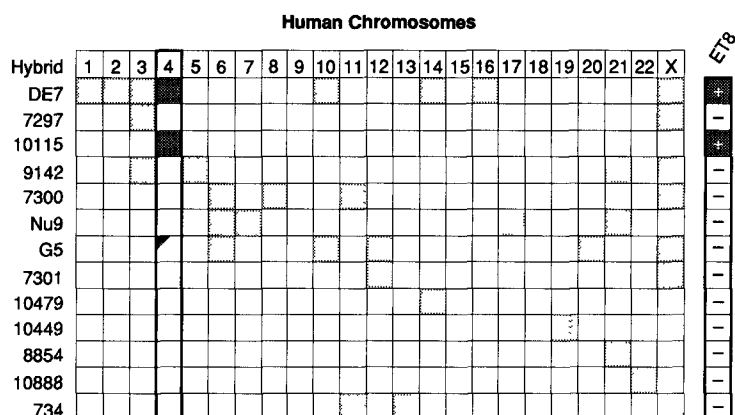 Human Chromosomes
ET8
Hybrid 1 2 3 4 5 6 7 8 9 10 11 12 13 14 15 16 17 18 19 20 21 22 X
DE7 +
7297 −
10115 +
9142 −
7300 −
Nu9 −
G5 −
7301 −
10479 −
10449 −
8854 −
10888 −
734 −